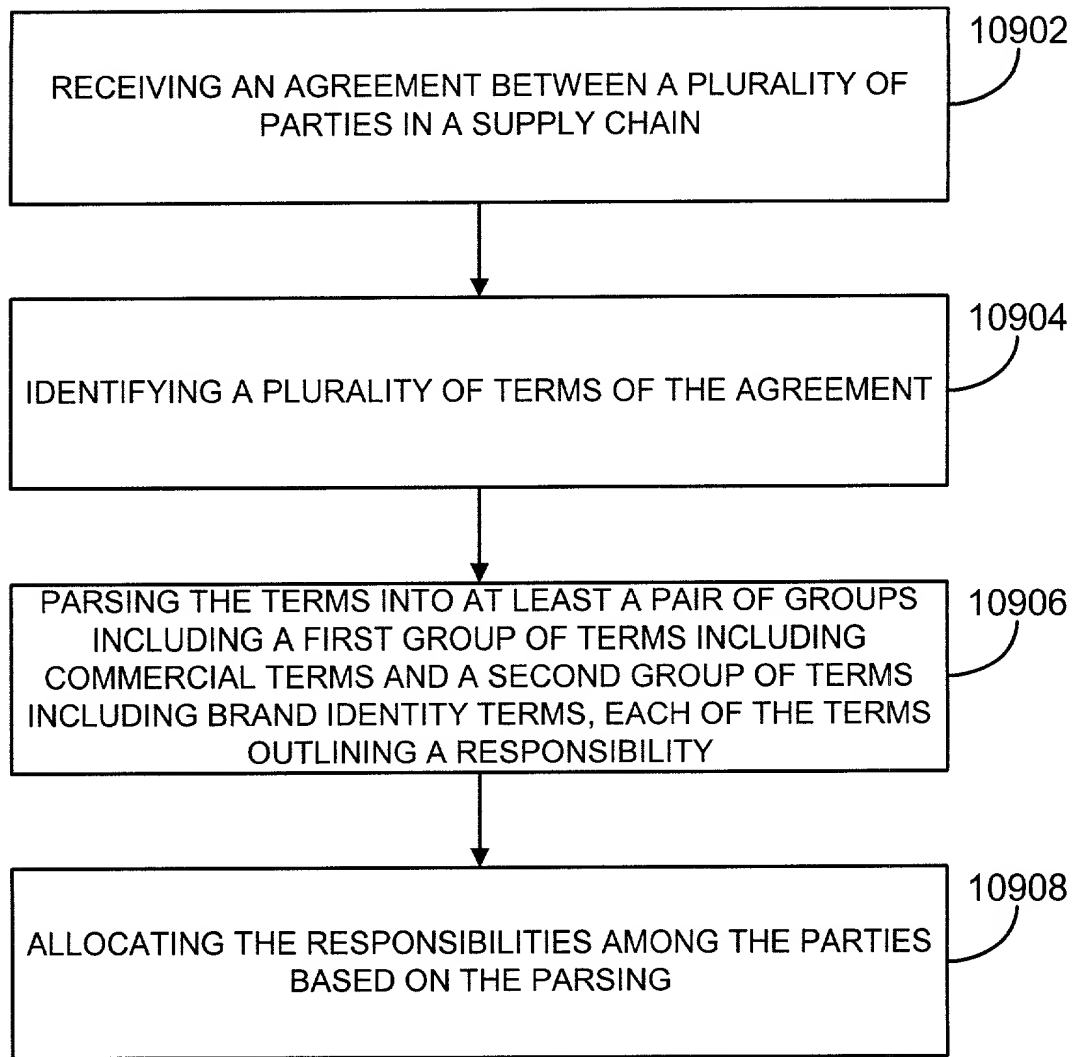 10902
RECEIVING AN AGREEMENT BETWEEN A PLURALITY OF
PARTIES IN A SUPPLY CHAIN
10904
IDENTIFYING A PLURALITY OF TERMS OF THE AGREEMENT
10906
PARSING THE TERMS INTO AT LEAST A PAIR OF GROUPS
INCLUDING A FIRST GROUP OF TERMS INCLUDING
COMMERCIAL TERMS AND A SECOND GROUP OF TERMS
INCLUDING BRAND IDENTITY TERMS, EACH OF THE TERMS
OUTLINING A RESPONSIBILITY
10908
ALLOCATING THE RESPONSIBILITIES AMONG THE PARTIES
BASED ON THE PARSING